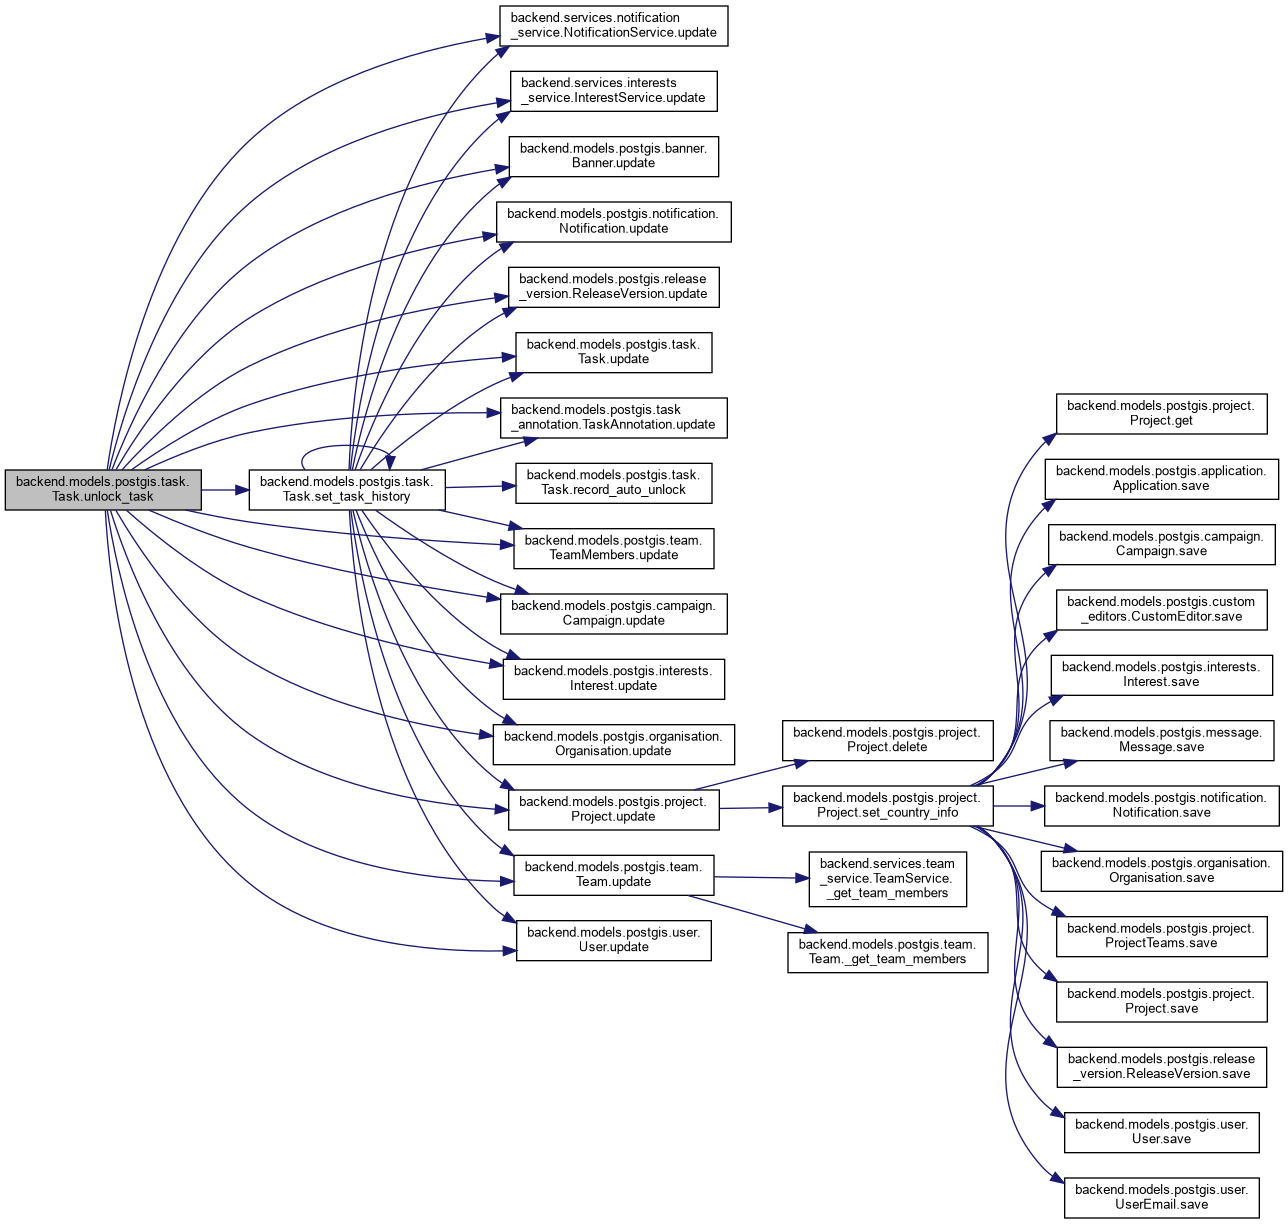 backend.models.postgis.task.
Task.unlock_task
backend.models.postgis.task.
Task.set_task_history
backend.services.notification
_service.NotificationService.update
backend.services.interests
_service.InterestService.update
backend.models.postgis.banner.
Banner.update
backend.models.postgis.notification.
Notification.update
backend.models.postgis.release
_version.ReleaseVersion.update
backend.models.postgis.task.
Task.update
backend.models.postgis.task
_annotation.TaskAnnotation.update
backend.models.postgis.task.
Task.record_auto_unlock
backend.models.postgis.team.
TeamMembers.update
backend.models.postgis.campaign.
Campaign.update
backend.models.postgis.interests.
Interest.update
backend.models.postgis.organisation.
Organisation.update
backend.models.postgis.project.
Project.update
backend.models.postgis.team.
Team.update
backend.models.postgis.user.
User.update
backend.models.postgis.project.
Project.delete
backend.models.postgis.project.
Project.set_country_info
backend.services.team
_service.TeamService.
_get_team_members
backend.models.postgis.team.
Team._get_team_members
backend.models.postgis.project.
Project.get
backend.models.postgis.application.
Application.save
backend.models.postgis.campaign.
Campaign.save
backend.models.postgis.custom
_editors.CustomEditor.save
backend.models.postgis.interests.
Interest.save
backend.models.postgis.message.
Message.save
backend.models.postgis.notification.
Notification.save
backend.models.postgis.organisation.
Organisation.save
backend.models.postgis.project.
ProjectTeams.save
backend.models.postgis.project.
Project.save
backend.models.postgis.release
_version.ReleaseVersion.save
backend.models.postgis.user.
User.save
backend.models.postgis.user.
UserEmail.save